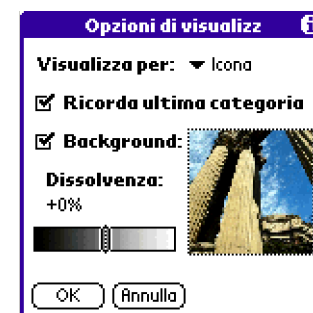 Opzioni di visualizz
Visualizza per: Icona
Ricorda ultima categoria
Background:
Dissolvenza:
+0%
OK Annulla